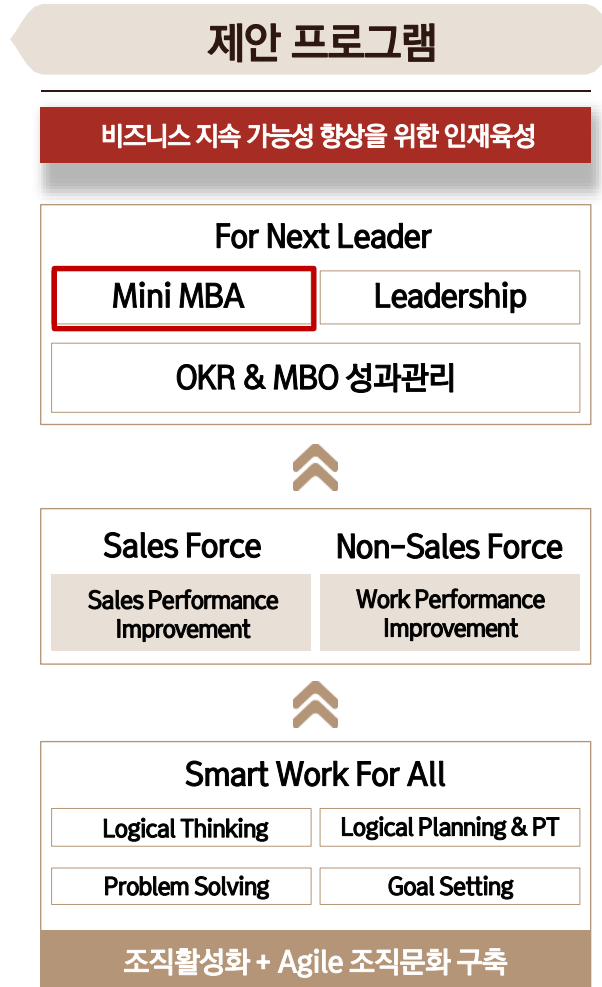 제안 프로그램
비즈니스 지속 가능성 향상을 위한 인재육성
For Next Leader
Mini MBA
Leadership
OKR & MBO 성과관리
Sales Force
Non-Sales Force
Sales Performance
Improvement
Work Performance
Improvement
Smart Work For All
Logical Thinking
Logical Planning & PT
Problem Solving
Goal Setting
조직활성화 + Agile 조직문화 구축